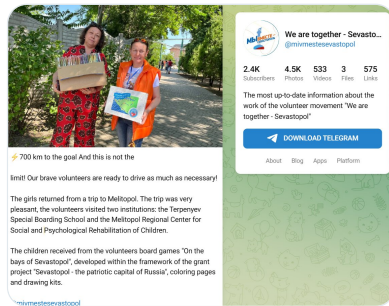 ⚡700 km to the goal And this is not the
limit! Our brave volunteers are ready to drive as much as necessary!
The girls returned from a trip to Melitopol. The trip was very
pleasant, the volunteers visited two institutions: the Terpenyev
Special Boarding School and the Melitopol Regional Center for
Social and Psychological Rehabilitation of Children.
The children received from the volunteers board games "On the
bays of Sevastopol", developed within the framework of the grant
project "Sevastopol - the patriotic capital of Russia", coloring pages
and drawing kits.
We are together - Sevasto...
@mivmestesevastopol
2.4K 4.5K 533 3 575
Subscribers Photos Videos Files Links
The most up-to-date information about the
work of the volunteer movement "We are
together - Sevastopol"
DOWNLOAD TELEGRAM
About Blog Apps Platform